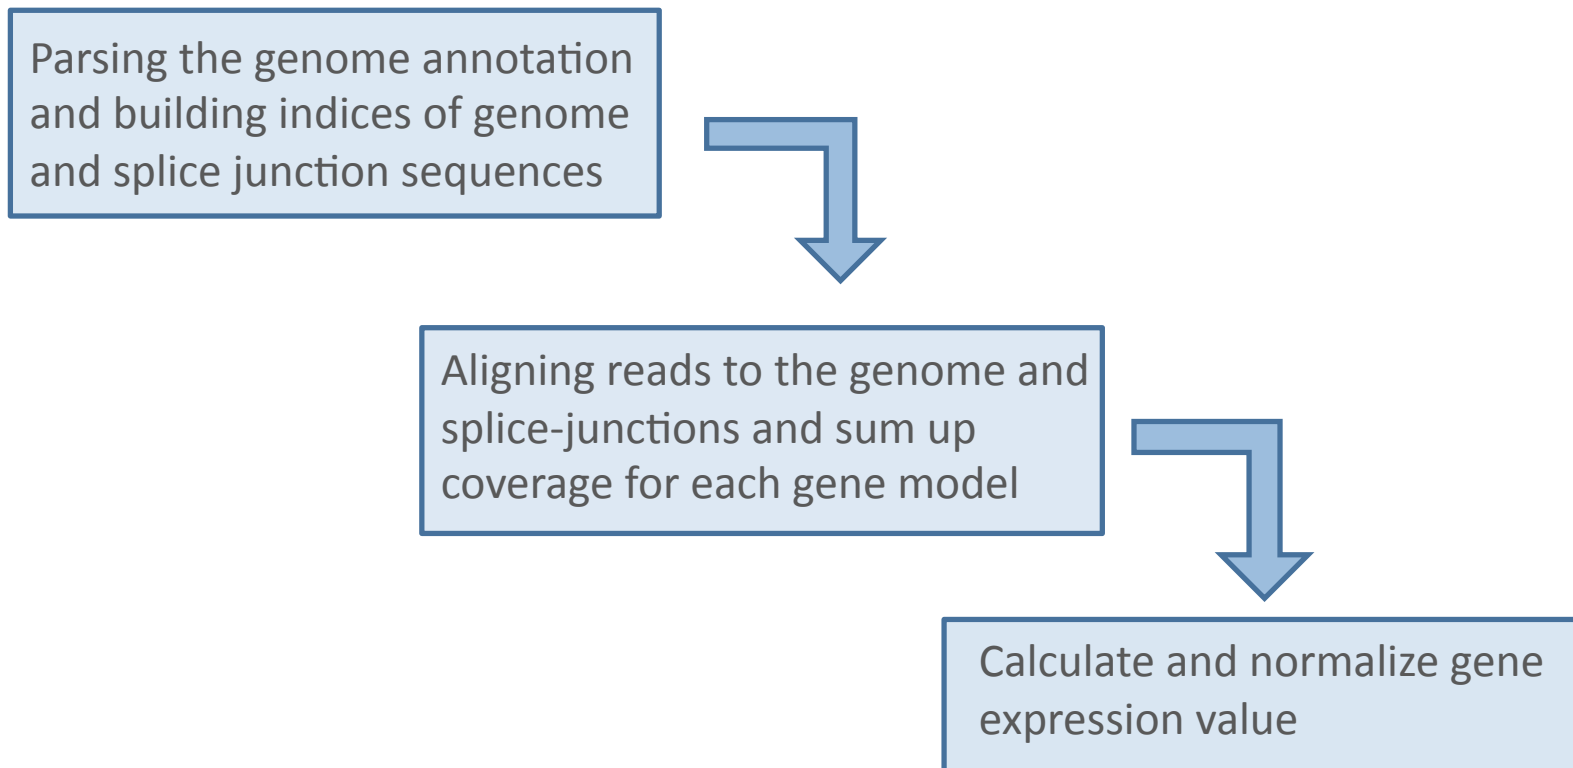 Parsing the genome annotation
and building indices of genome
and splice junction sequences
Aligning reads to the genome and
splice-junctions and sum up
coverage for each gene model
Calculate and normalize gene
expression value